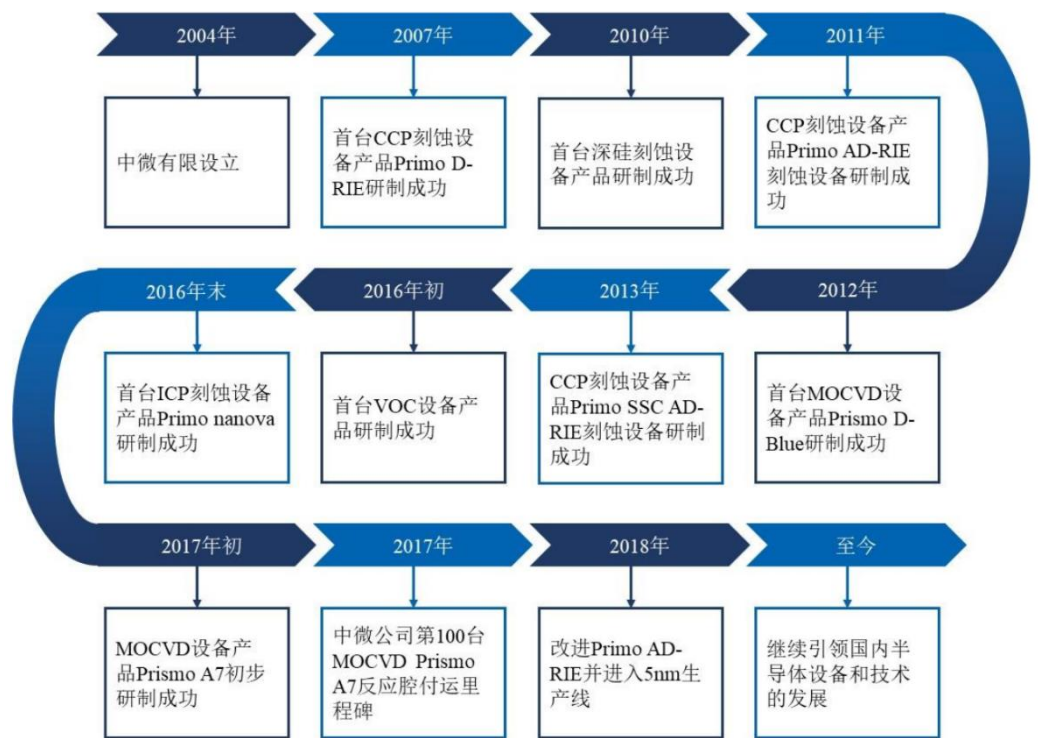 2004年
2007年
2010年
2011年
中微有限设立
首台CCP刻蚀设
备产品Primo D-
RIE研制成功
首台深硅刻蚀设
备产品研制成功
CCP刻蚀设备产
品Primo AD-RIE
刻蚀设备研制成
功
2016年末
2016年初
2013年
2012年
首台ICP刻蚀设备
产品Primo nanova
研制成功
首台VOC设备产
品研制成功
CCP刻蚀设备产
品Primo SSC AD-
RIE刻蚀设备研制
成功
首台MOCVD设
备产品Prismo D-
Blue研制成功
2017年初
2017年
2018年
至今
MOCVD设备产
品Prismo A7初步
研制成功
中微公司第100台
MOCVD Prismo
A7反应腔付运里
程碑
改进Primo AD-
RIE并进入5nm生
产线
继续引领国内半
导体设备和技术
的发展